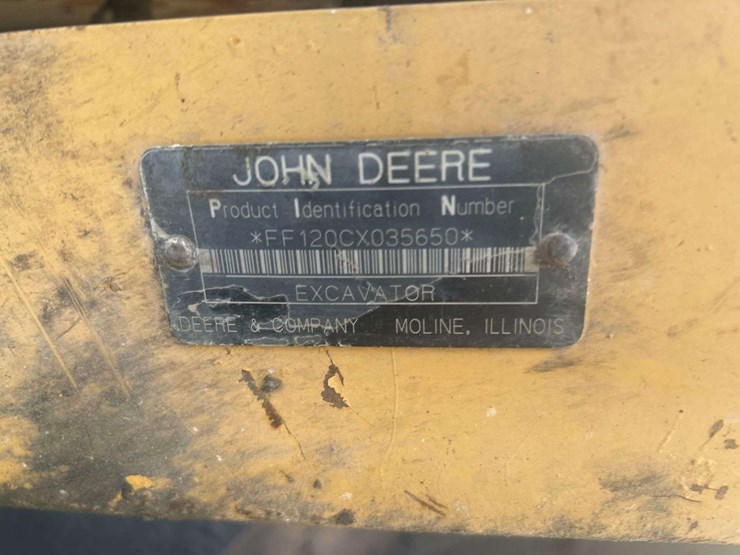 JOHN DEERE
Product Identification Number
*FF120CX035650*
EXCAVATOR
DEERE & COMPANY MOLINE, ILLINOIS